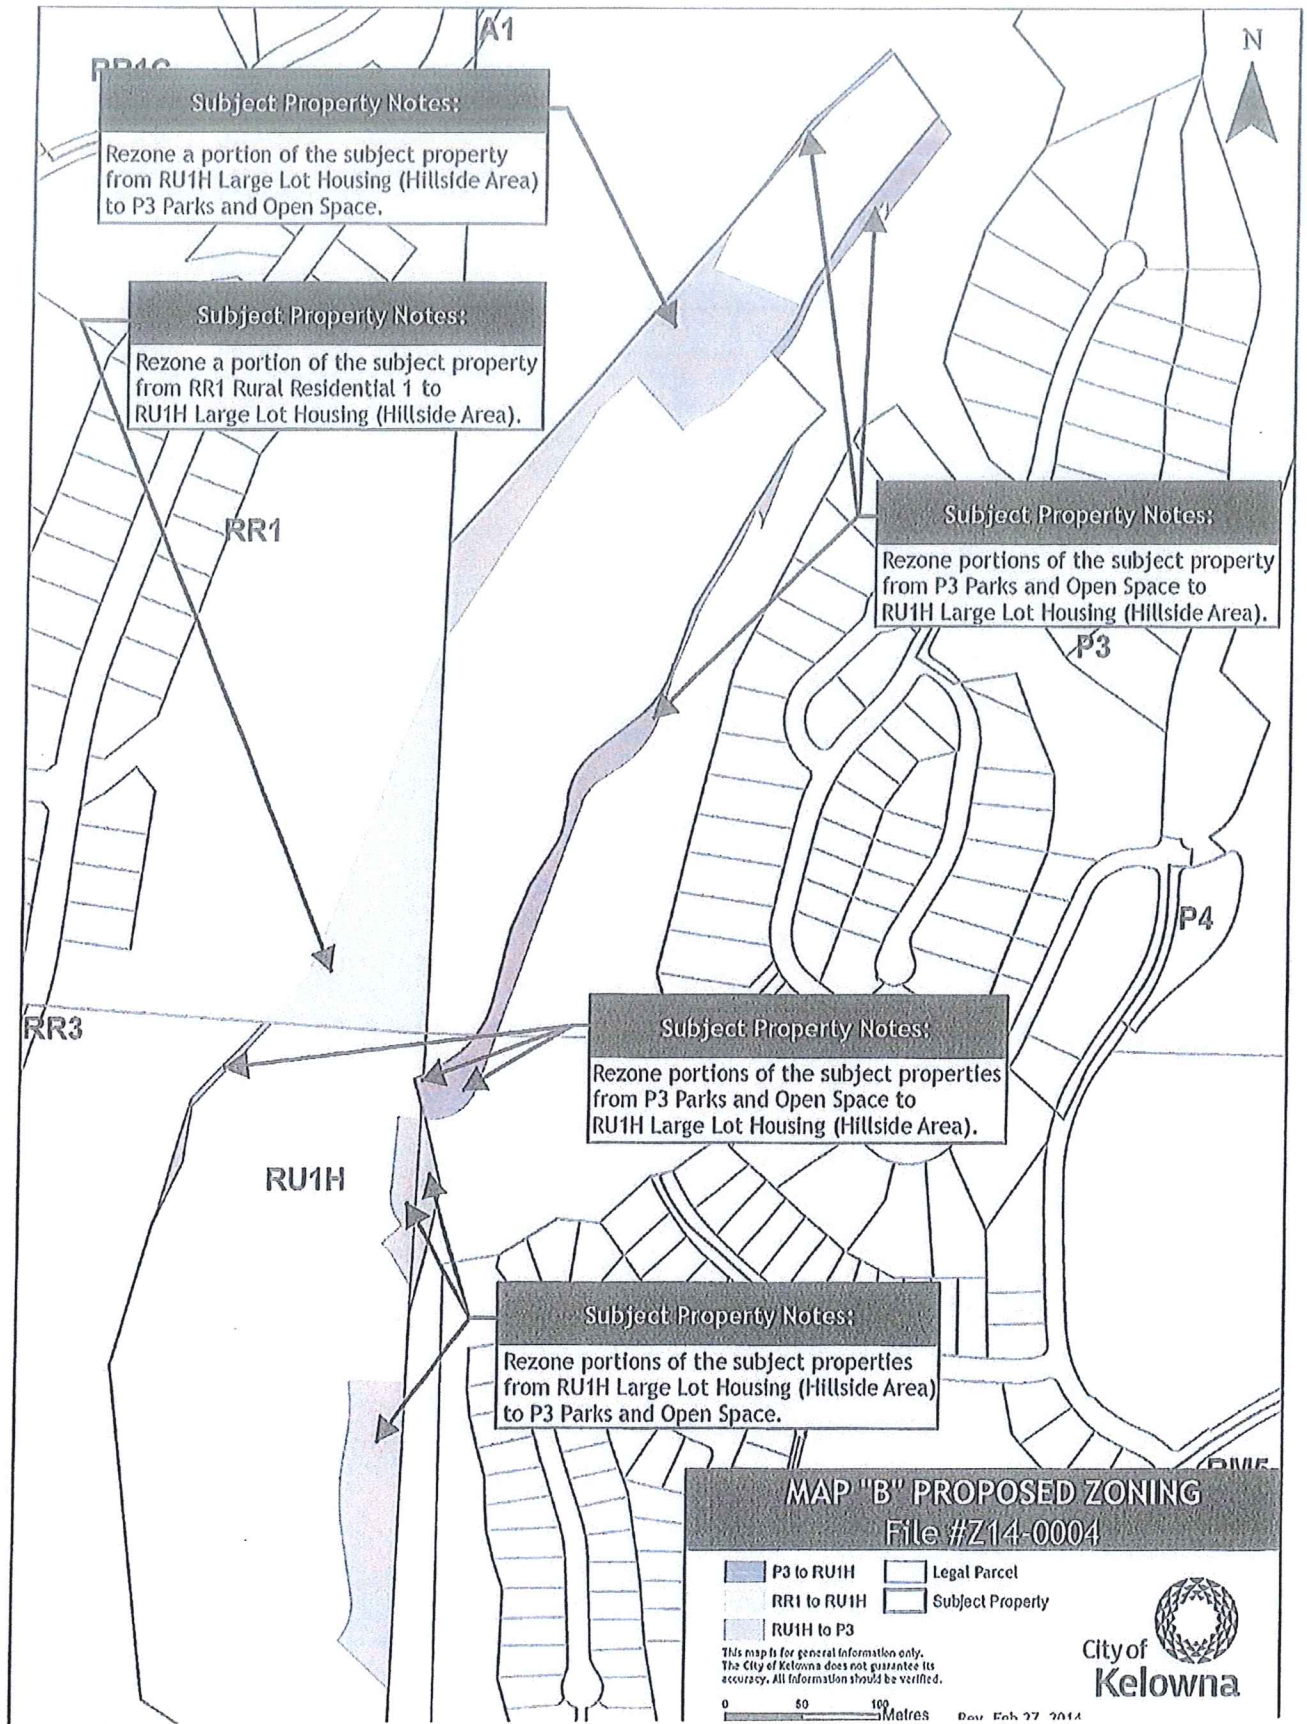 A1
N
Subject Property Notes:
Rezone a portion of the subject property
from RU1H Large Lot Housing (Hillside Area)
to P3 Parks and Open Space.
Subject Property Notes:
Rezone a portion of the subject property
from RR1 Rural Residential 1 to
RU1H Large Lot Housing (Hillside Area).
RR1
Subject Property Notes:
Rezone portions of the subject property
from P3 Parks and Open Space to
RU1H Large Lot Housing (Hillside Area).
P3
P4
RR3
Subject Property Notes:
Rezone portions of the subject properties
from P3 Parks and Open Space to
RU1H Large Lot Housing (Hillside Area).
RU1H
Subject Property Notes:
Rezone portions of the subject properties
from RU1H Large Lot Housing (Hillside Area)
to P3 Parks and Open Space.
MAP "B" PROPOSED ZONING
File #Z14-0004
P3 to RU1H
Legal Parcel
RR1 to RU1H
Subject Property
RU1H to P3
This map is for general information only.
The City of Kelowna does not guarantee its
accuracy. All information should be verified.
City of
Kelowna
0 50 100
Metres
Rev. Feb 27, 2014